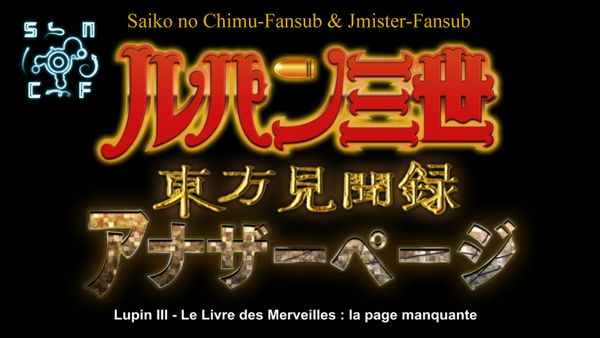 Saiko no Chimu-Fansub & Jmister-Fansub
S n
C F
ルパン三世
東方見聞録
アナザーページ
Lupin III - Le Livre des Merveilles : la page manquante